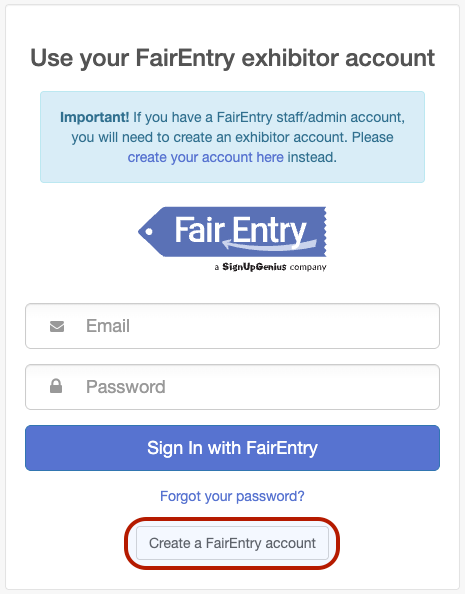 Use your FairEntry exhibitor account
Important! If you have a FairEntry staff/admin account,
you will need to create an exhibitor account. Please
create your account here instead.
Fair Entry
a SignUpGenius company
Email
Password
Sign In with FairEntry
Forgot your password?
Create a FairEntry account